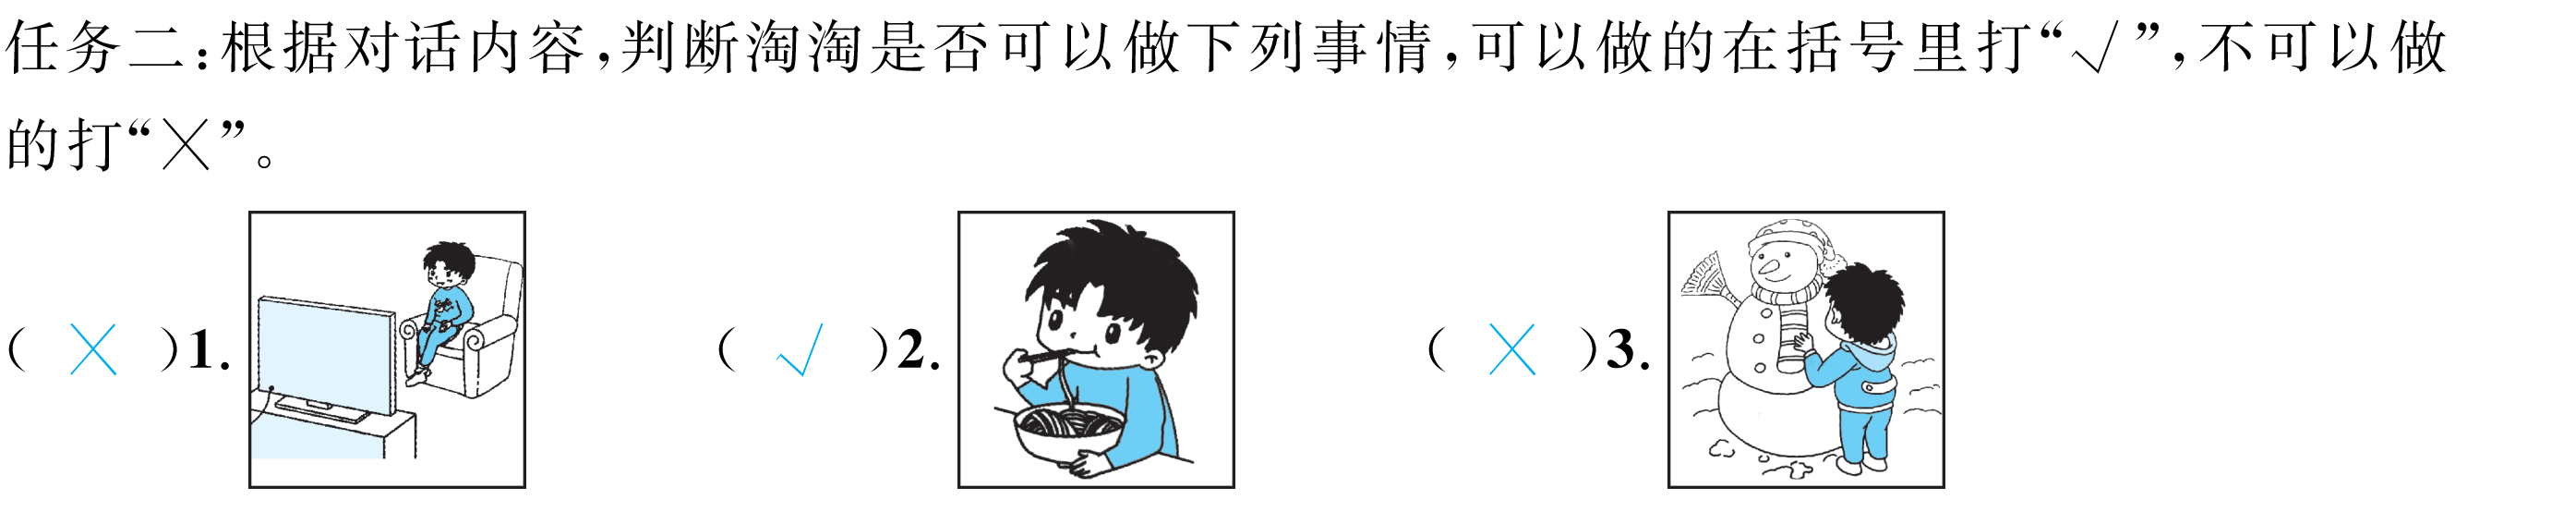 任务二:根据对话内容,判断淘淘是否可以做下列事情,可以做的在括号里打“√”,不可以做
的打“×”。
( × )1. ( √ )2. ( × )3.